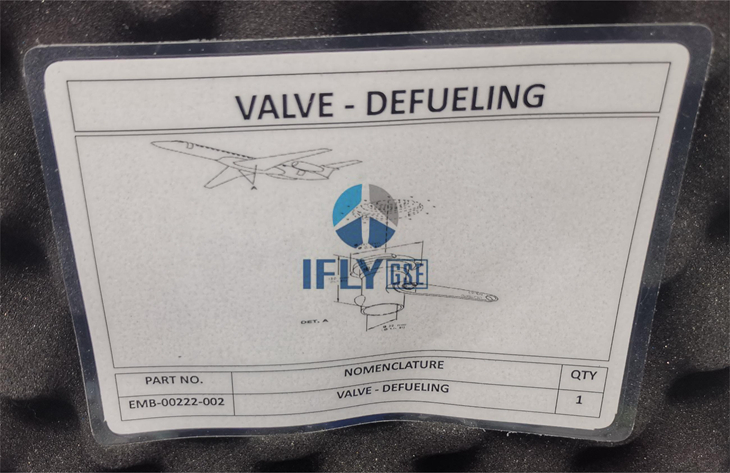 VALVE - DEFUELING
A
IFLY GSE
DET. A
PART NO. NOMENCLATURE QTY
EMB-00222-002 VALVE - DEFUELING 1